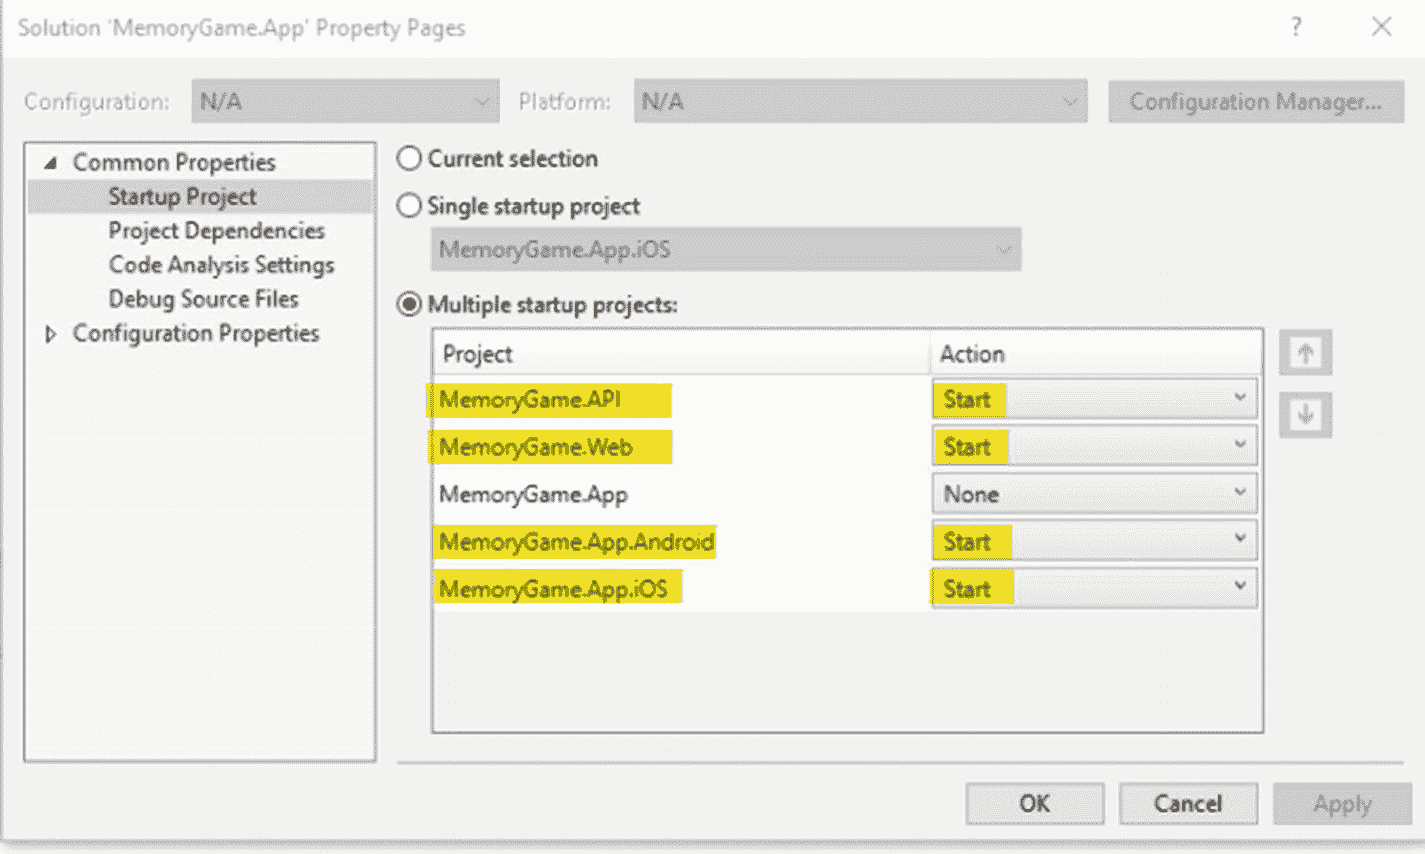 Solution 'MemoryGame.App' Property Pages ?
Configuration: N/A Platform: N/A Configuration Manager...
Common Properties
Startup Project
Project Dependencies
Code Analysis Settings
Debug Source Files
Configuration Properties
Current selection
Single startup project
MemoryGame.App.iOS
Multiple startup projects:
Project Action
MemoryGame.API Start
MemoryGame.Web Start
MemoryGame.App None
MemoryGame.App.Android Start
MemoryGame.App.iOS Start
OK Cancel Apply